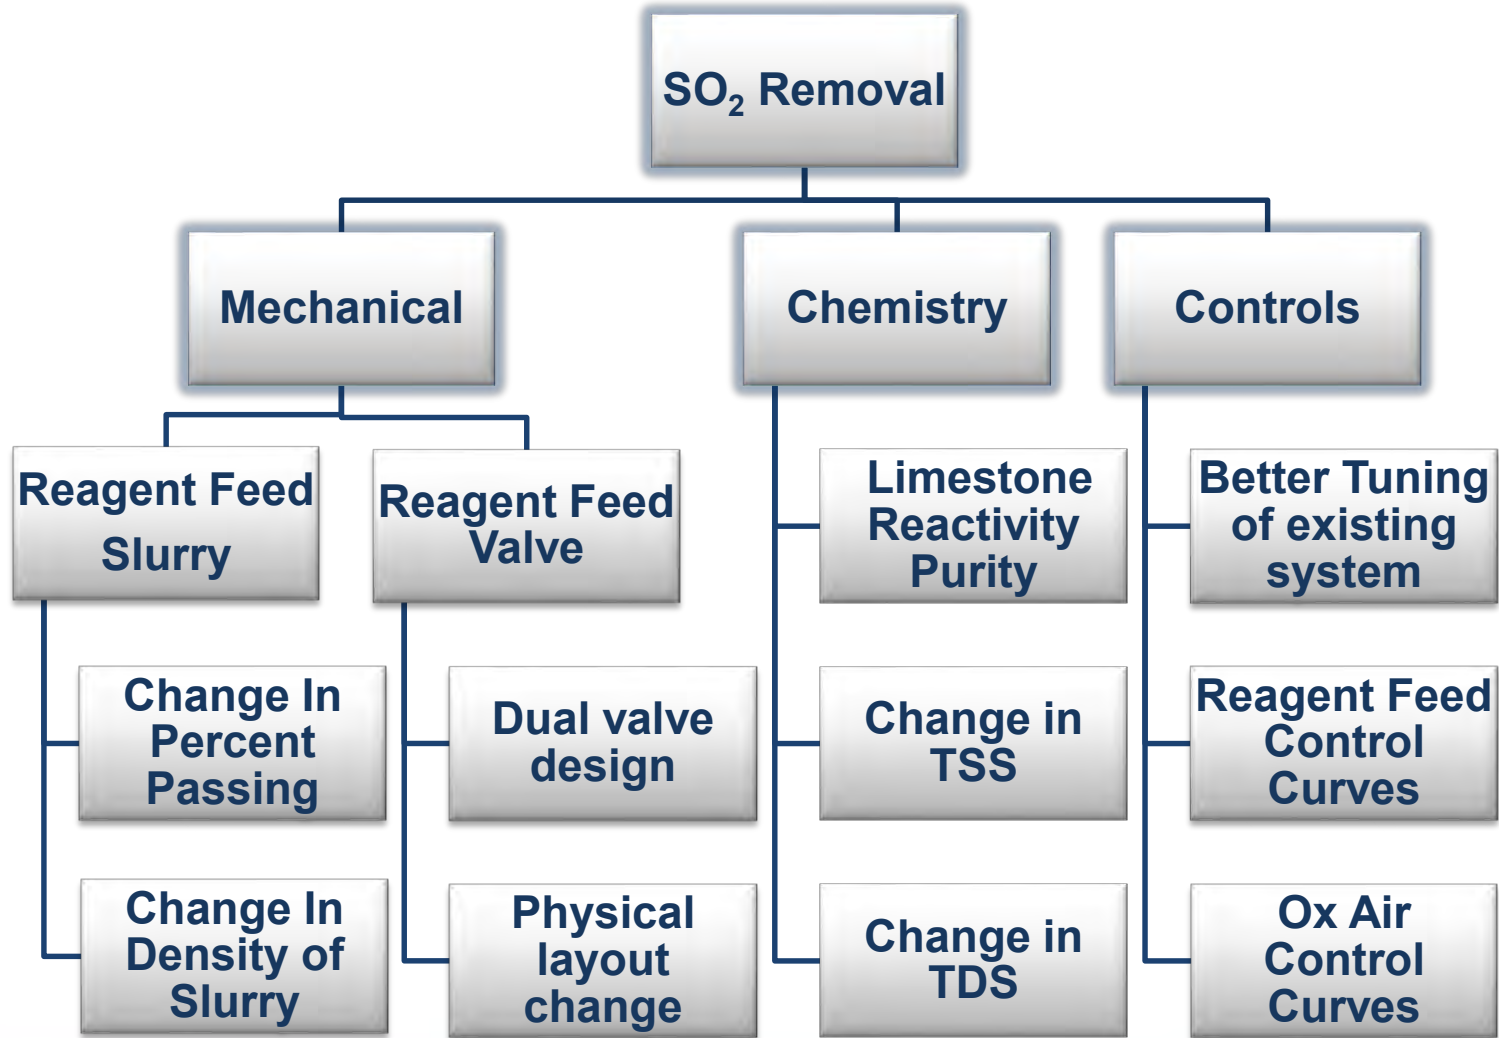 SO₂ Removal
Mechanical
Chemistry
Controls
Reagent Feed
Slurry
Reagent Feed
Valve
Limestone
Reactivity
Purity
Better Tuning
of existing
system
Change In
Percent
Passing
Dual valve
design
Change in
TSS
Reagent Feed
Control
Curves
Change In
Density of
Slurry
Physical
layout
change
Change in
TDS
Ox Air
Control
Curves